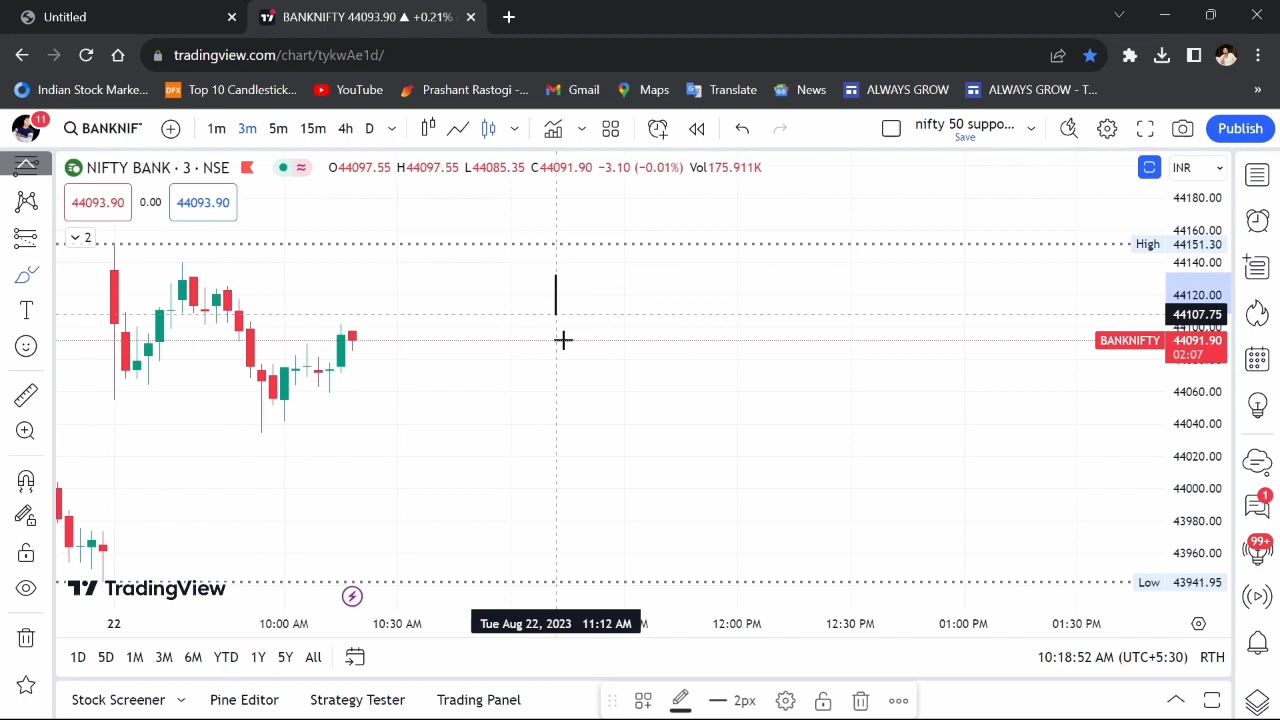 Untitled
BANKNIFTY 44093.90 ▲ +0.21%
tradingview.com/chart/tykwAe1d/
Indian Stock Marke... Top 10 Candlestick... YouTube Prashant Rastogi -... Gmail Maps Translate News ALWAYS GROW ALWAYS GROW - T... »
11 BANKNIF 1m 3m 5m 15m 4h D nifty 50 suppo... Save Publish
NIFTY BANK · 3 · NSE O44097.55 H44097.55 L44085.35 C44091.90 −3.10 (−0.01%) Vol175.911K INR
44093.90 0.00 44093.90
2
44180.00
44160.00
High 44151.30
44140.00
44120.00
44107.75
44100.00
BANKNIFTY 44091.90
02:07
44060.00
44040.00
44020.00
44000.00
43980.00
43960.00
Low 43941.95
TradingView
22 10:00 AM 10:30 AM Tue Aug 22, 2023 11:12 AM 12:00 PM 12:30 PM 01:00 PM 01:30 PM
1D 5D 1M 3M 6M YTD 1Y 5Y All 10:18:52 AM (UTC+5:30) RTH
Stock Screener Pine Editor Strategy Tester Trading Panel 2px
1
99+